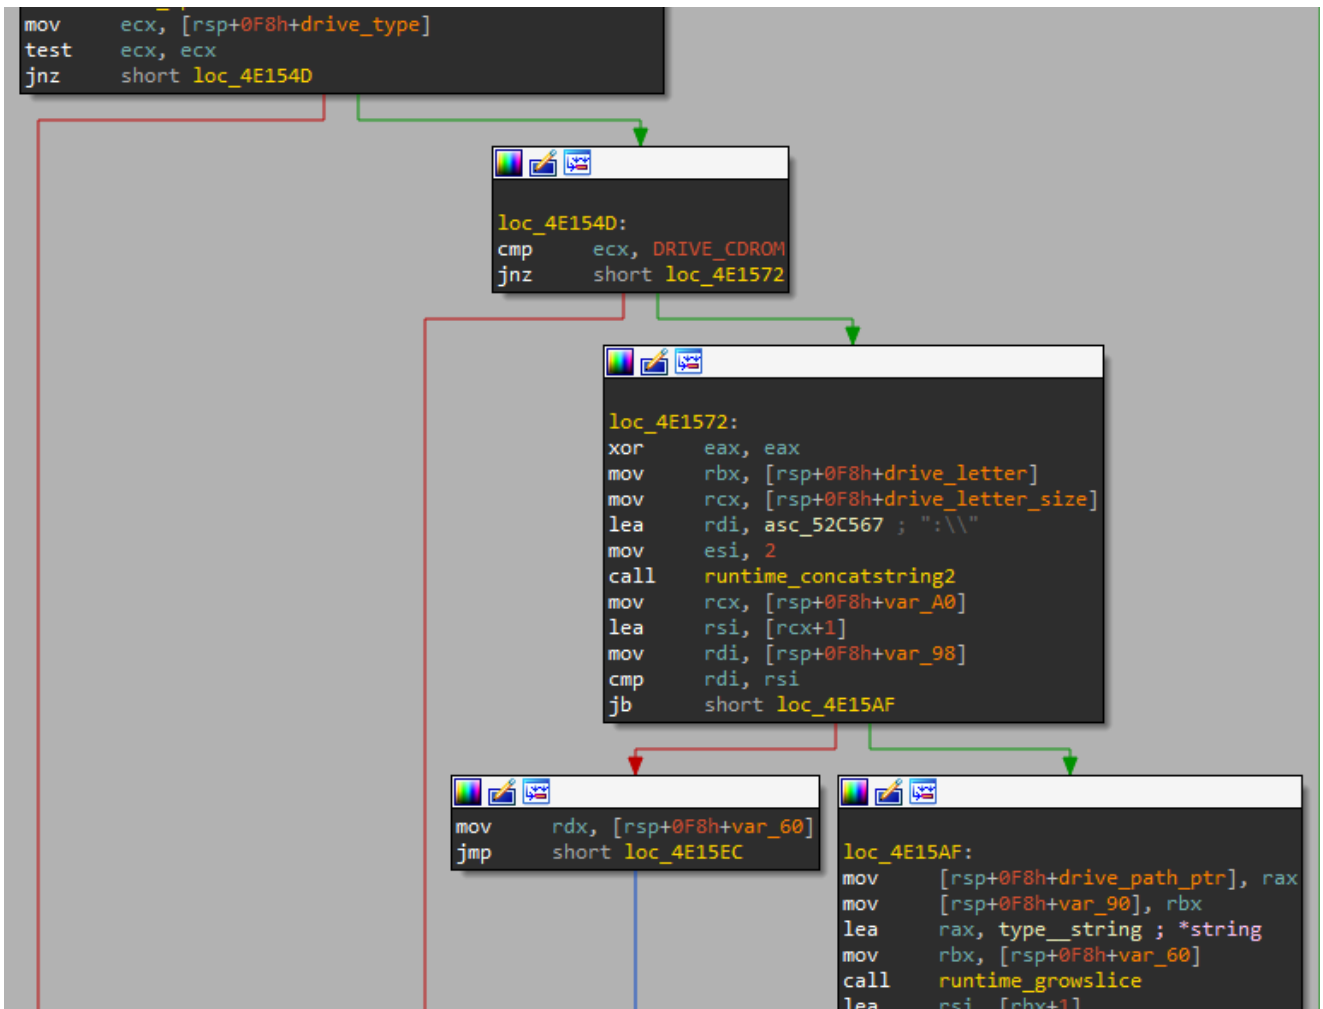 mov ecx, [rsp+0F8h+drive_type]
test ecx, ecx
jnz short loc_4E154D
loc_4E154D:
cmp ecx, DRIVE_CDROM
jnz short loc_4E1572
loc_4E1572:
xor eax, eax
mov rbx, [rsp+0F8h+drive_letter]
mov rcx, [rsp+0F8h+drive_letter_size]
lea rdi, asc_52C567 ; ":\\"
mov esi, 2
call runtime_concatstring2
mov rcx, [rsp+0F8h+var_A0]
lea rsi, [rcx+1]
mov rdi, [rsp+0F8h+var_98]
cmp rdi, rsi
jb short loc_4E15AF
mov rdx, [rsp+0F8h+var_60]
jmp short loc_4E15EC
loc_4E15AF:
mov [rsp+0F8h+drive_path_ptr], rax
mov [rsp+0F8h+var_90], rbx
lea rax, type__string ; *string
mov rbx, [rsp+0F8h+var_60]
call runtime_growslice
lea rsi, [rbx+1]